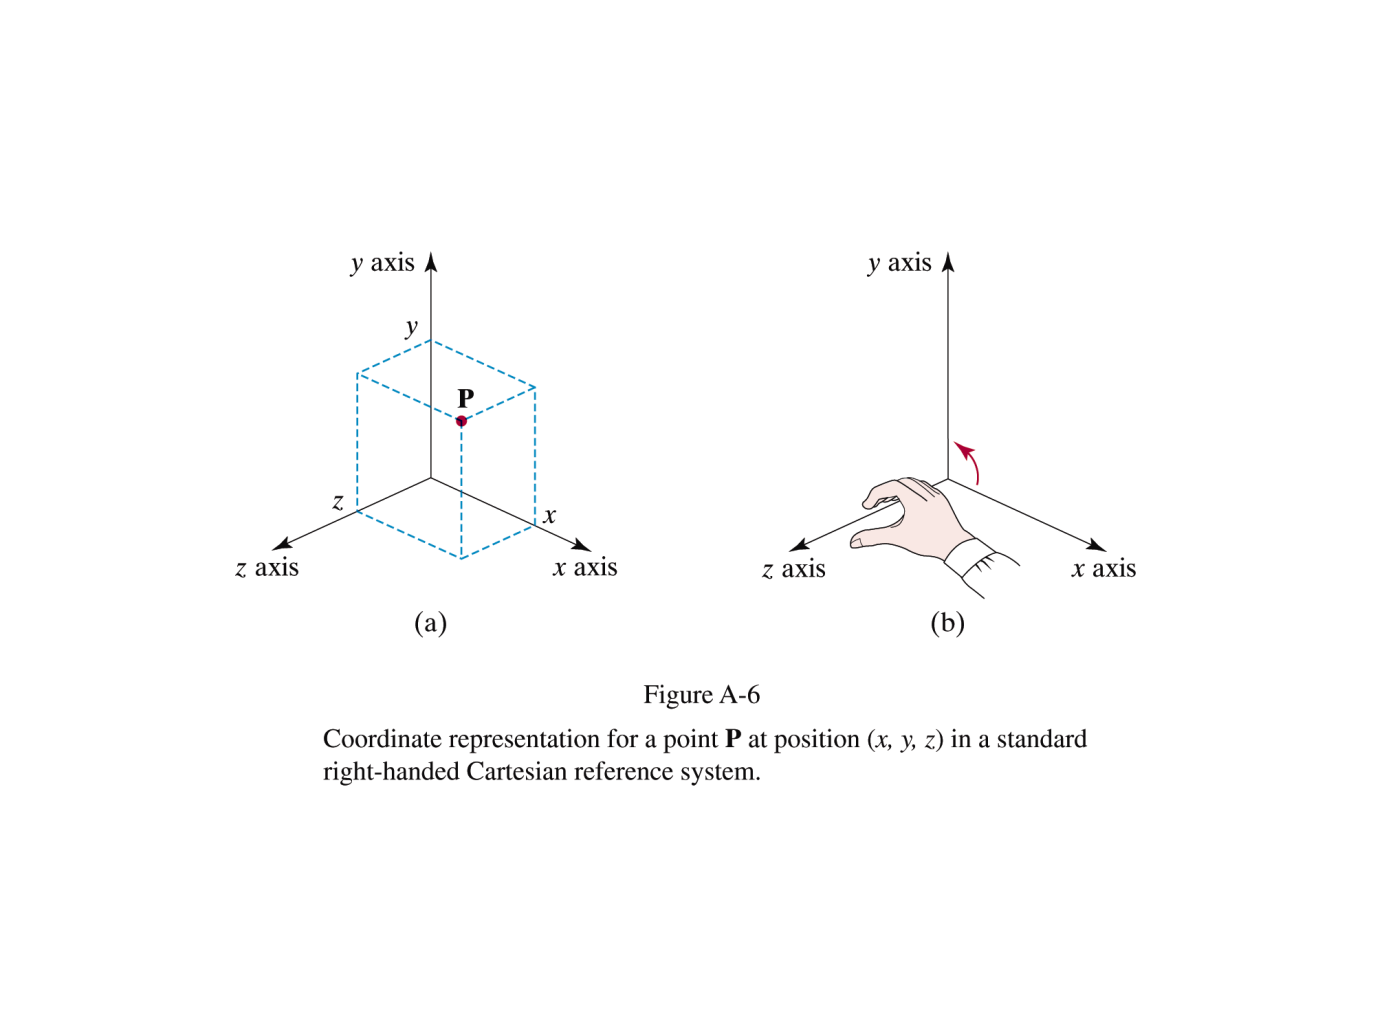 y axis
y
P
z
x
z axis
x axis
(a)
y axis
z axis
x axis
(b)
Figure A-6
Coordinate representation for a point P at position (x, y, z) in a standard
right-handed Cartesian reference system.